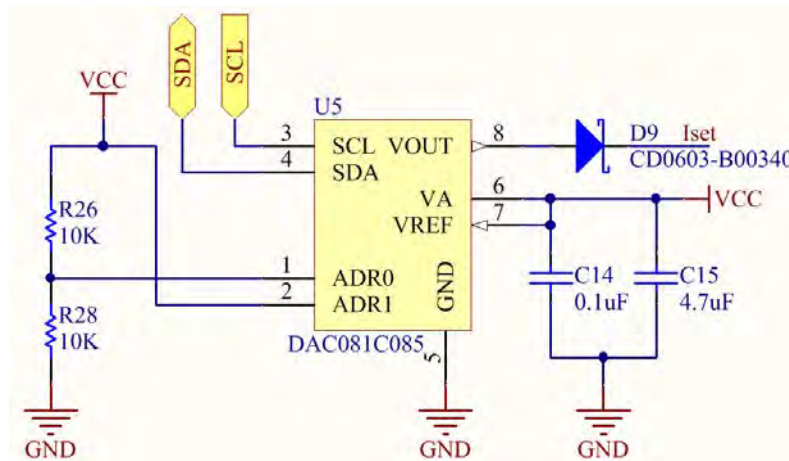 SDA
SCL
VCC
U5
3
SCL
VOUT
8
D9
Iset
4
SDA
CD0603-B00340
VA
6
VCC
VREF
7
R26
10K
1
ADR0
C14
0.1uF
C15
4.7uF
2
ADR1
GND
R28
10K
DAC081C085
5
GND
GND
GND